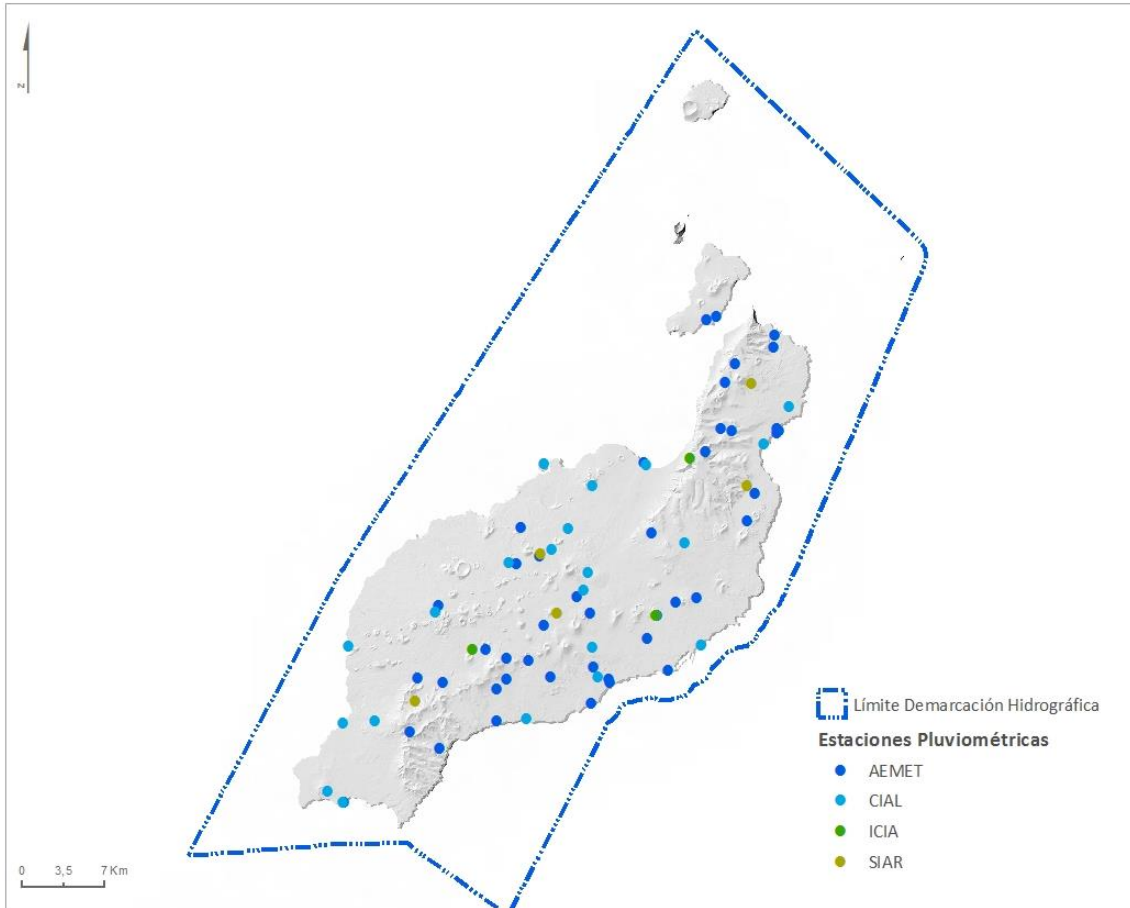 N
Límite Demarcación Hidrográfica
Estaciones Pluviométricas
AEMET
CIAL
ICIA
SIAR
0 3,5 7 Km